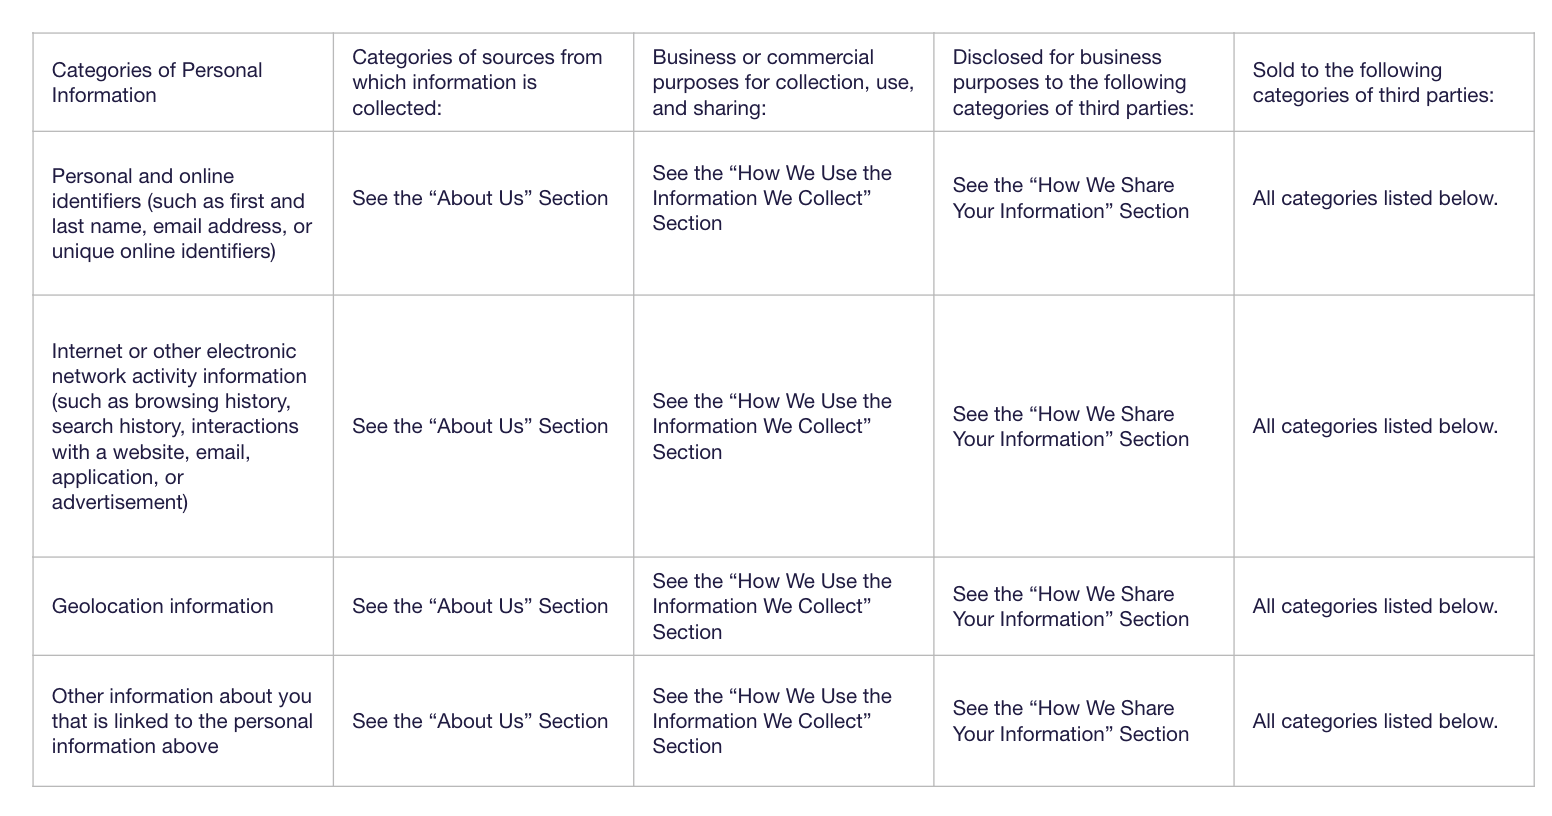 Categories of Personal
Information
Categories of sources from
which information is
collected:
Business or commercial
purposes for collection, use,
and sharing:
Disclosed for business
purposes to the following
categories of third parties:
Sold to the following
categories of third parties:
Personal and online
identifiers (such as first and
last name, email address, or
unique online identifiers)
See the “About Us” Section
See the “How We Use the
Information We Collect”
Section
See the “How We Share
Your Information” Section
All categories listed below.
Internet or other electronic
network activity information
(such as browsing history,
search history, interactions
with a website, email,
application, or
advertisement)
See the “About Us” Section
See the “How We Use the
Information We Collect”
Section
See the “How We Share
Your Information” Section
All categories listed below.
Geolocation information
See the “About Us” Section
See the “How We Use the
Information We Collect”
Section
See the “How We Share
Your Information” Section
All categories listed below.
Other information about you
that is linked to the personal
information above
See the “About Us” Section
See the “How We Use the
Information We Collect”
Section
See the “How We Share
Your Information” Section
All categories listed below.